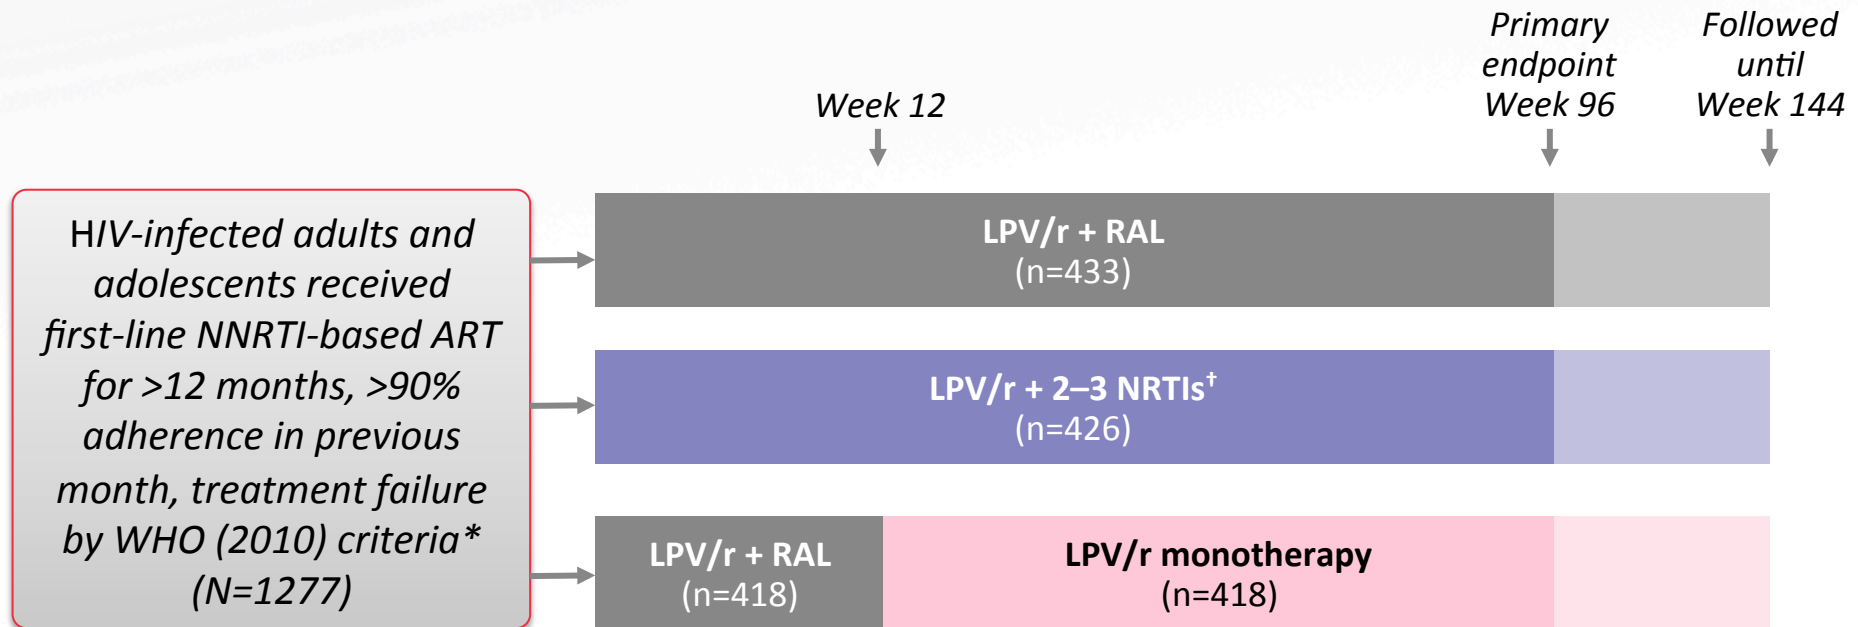 Primary
endpoint
Week 96
Followed
until
Week 144
Week 12
HIV-infected adults and
adolescents received
first-line NNRTI-based ART
for >12 months, >90%
adherence in previous
month, treatment failure
by WHO (2010) criteria*
(N=1277)
LPV/r + RAL
(n=433)
LPV/r + 2–3 NRTIs†
(n=426)
LPV/r + RAL
(n=418)
LPV/r monotherapy
(n=418)